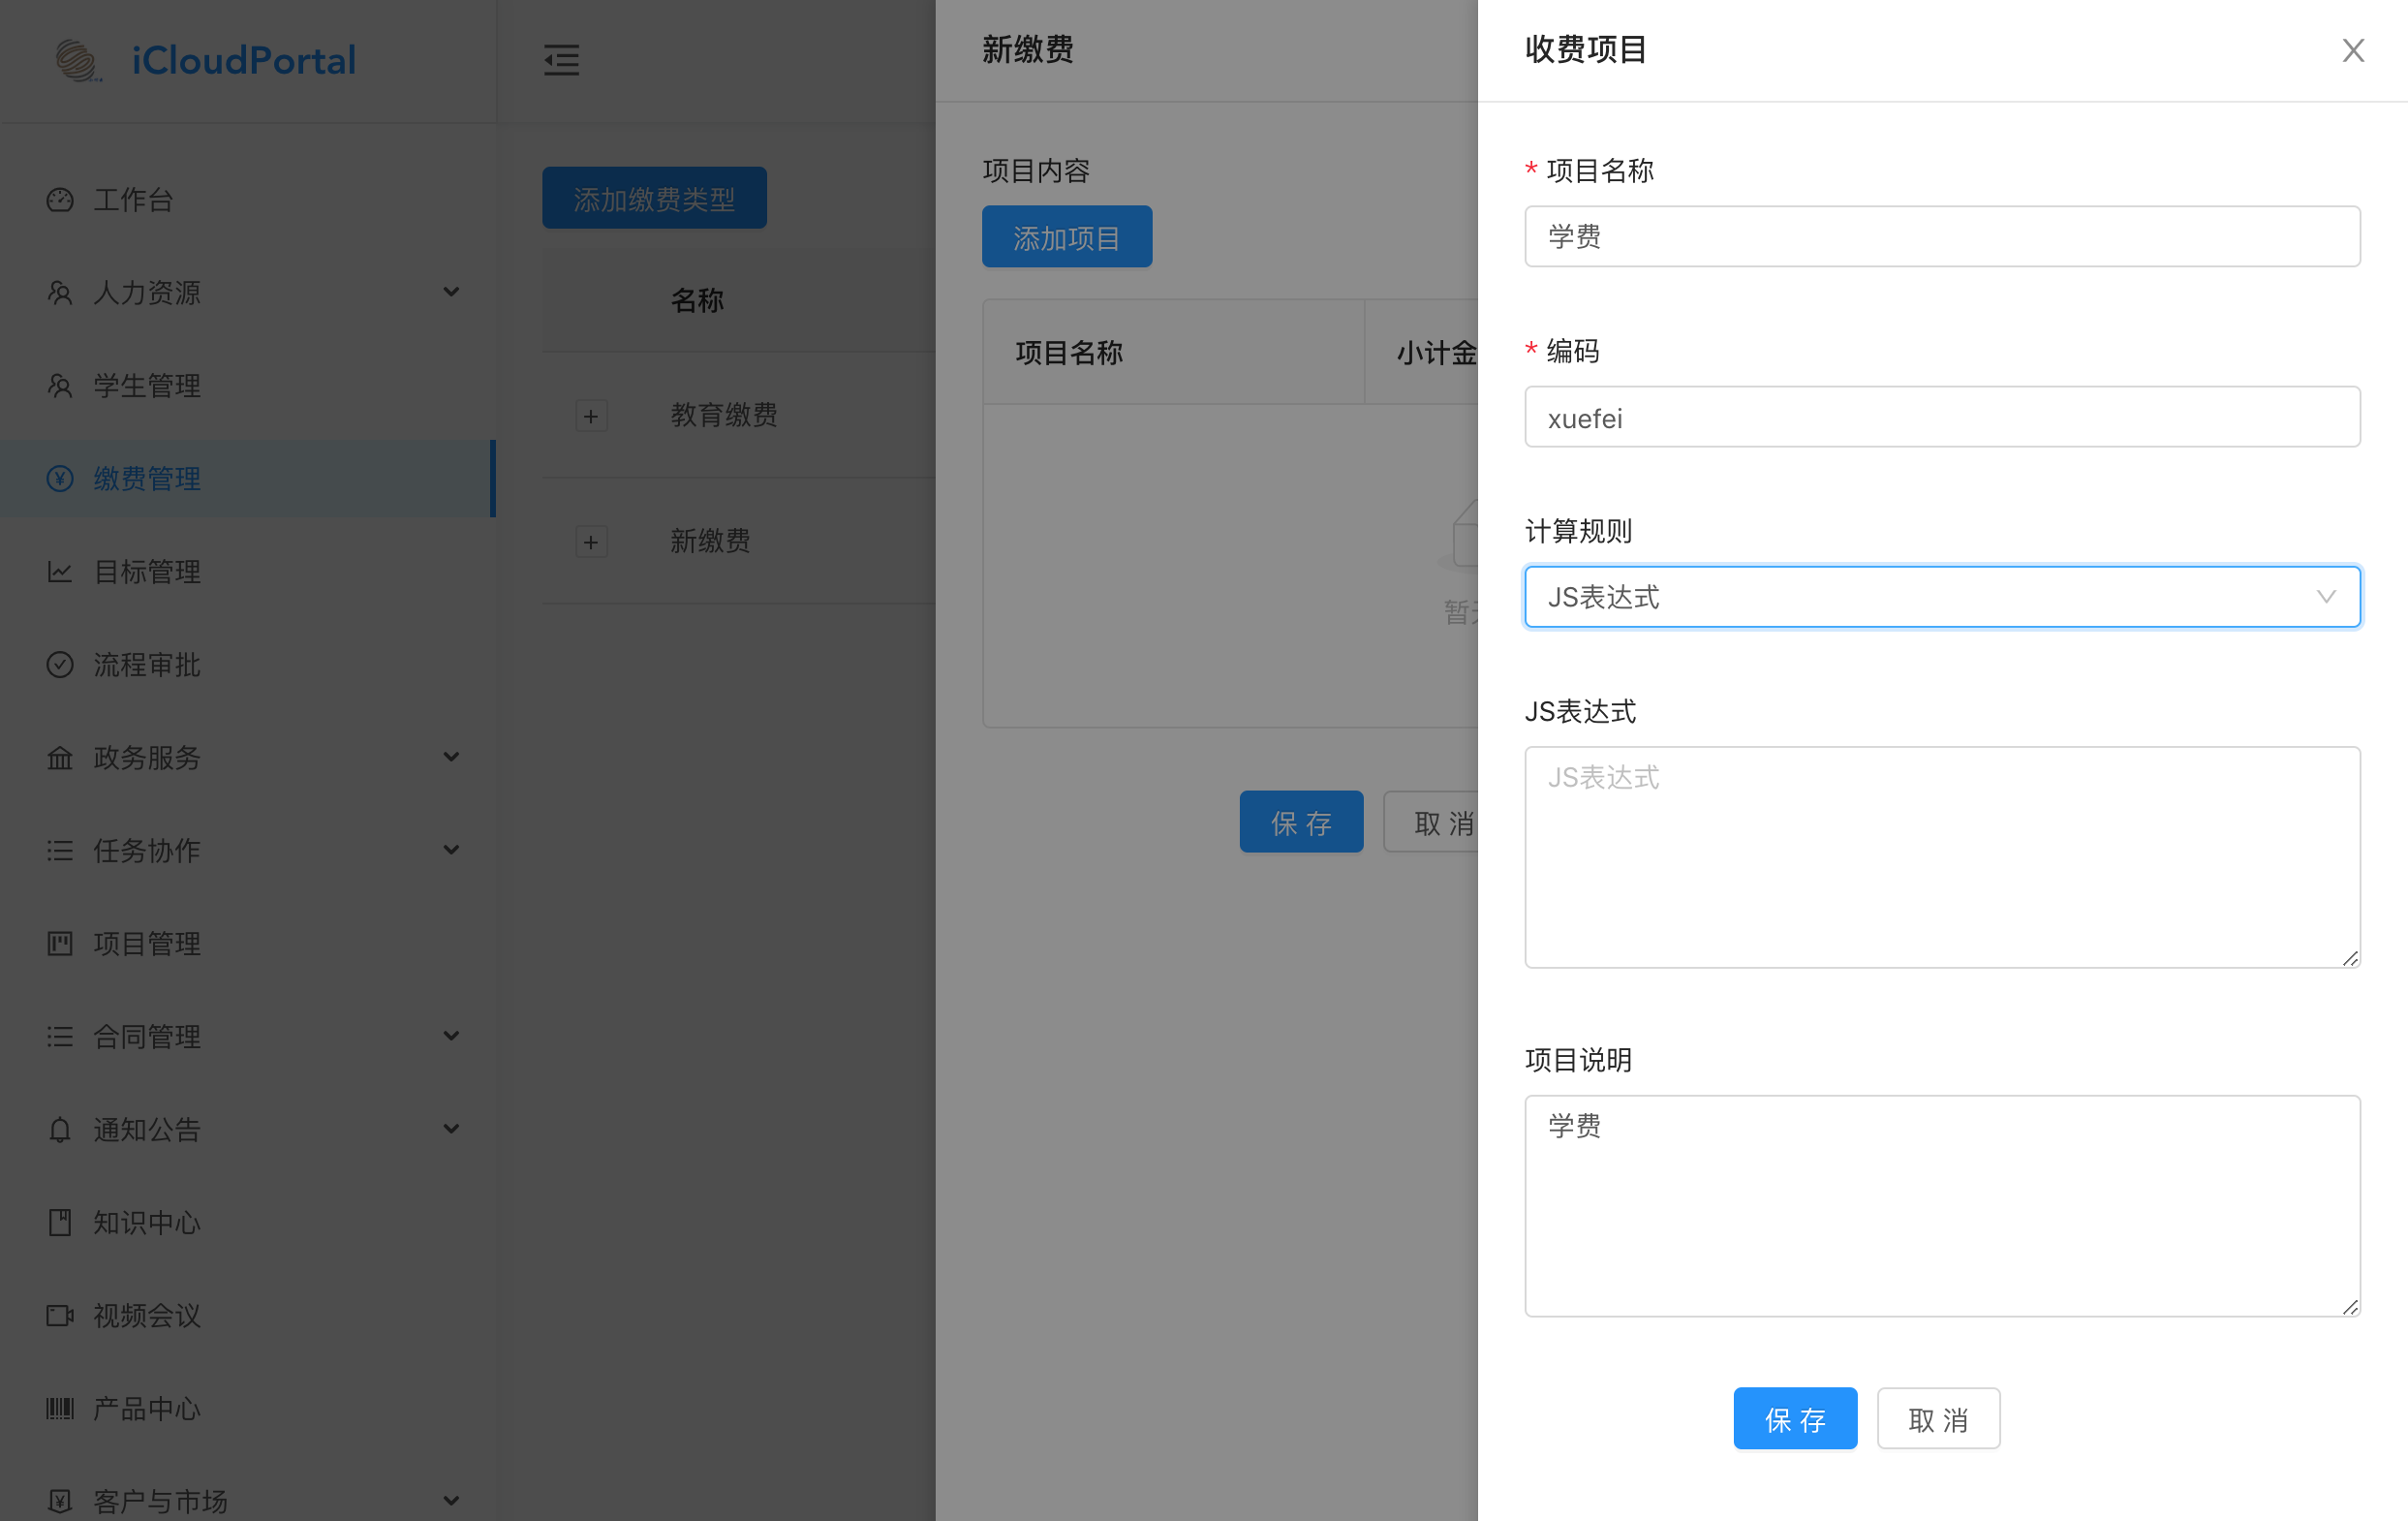 iCloudPortal
工作台
人力资源
学生管理
缴费管理
目标管理
流程审批
政务服务
任务协作
项目管理
合同管理
通知公告
知识中心
视频会议
产品中心
客户与市场
添加缴费类型
名称
教育缴费
新缴费
新缴费
项目内容
添加项目
项目名称
小计金
暂
保 存
取 消
收费项目
* 项目名称
学费
* 编码
xuefei
计算规则
JS表达式
JS表达式
JS表达式
项目说明
学费
保 存
取 消